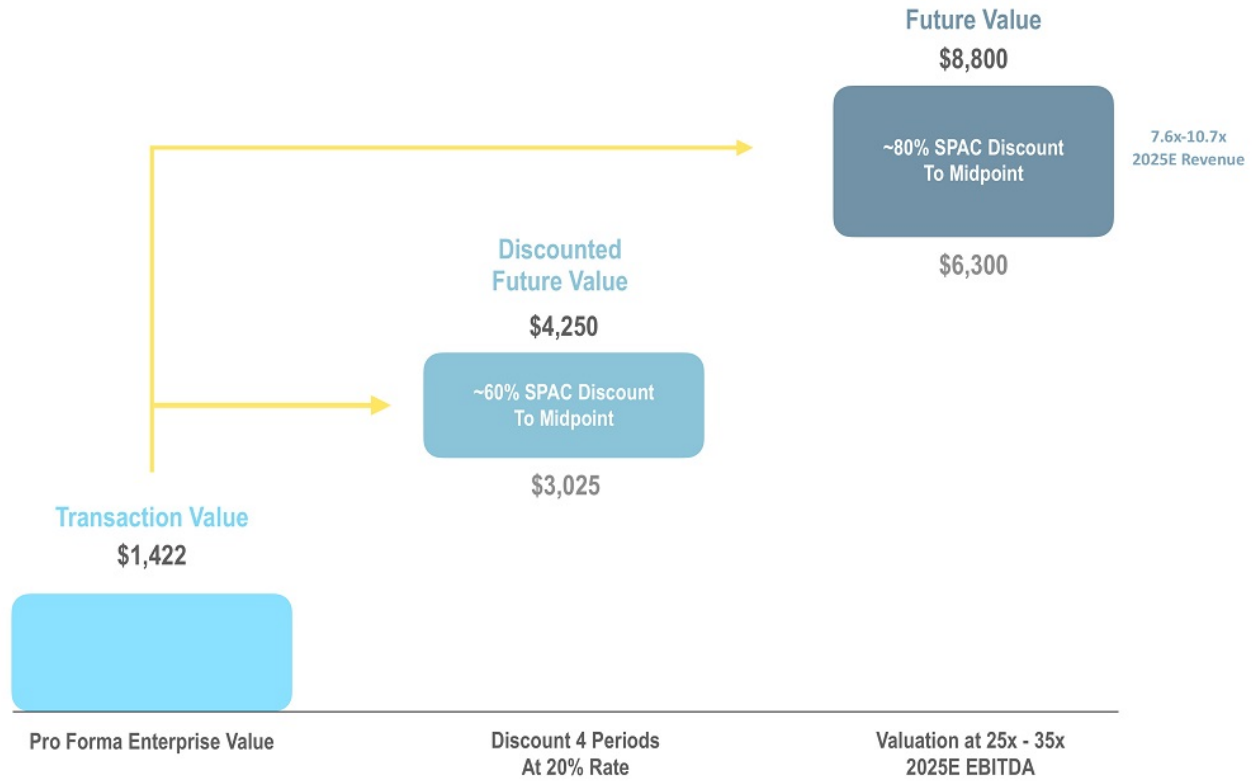 Future Value
$8,800
~80% SPAC Discount
To Midpoint
7.6x-10.7x
2025E Revenue
$6,300
Discounted
Future Value
$4,250
~60% SPAC Discount
To Midpoint
$3,025
Transaction Value
$1,422
Pro Forma Enterprise Value
Discount 4 Periods
At 20% Rate
Valuation at 25x - 35x
2025E EBITDA